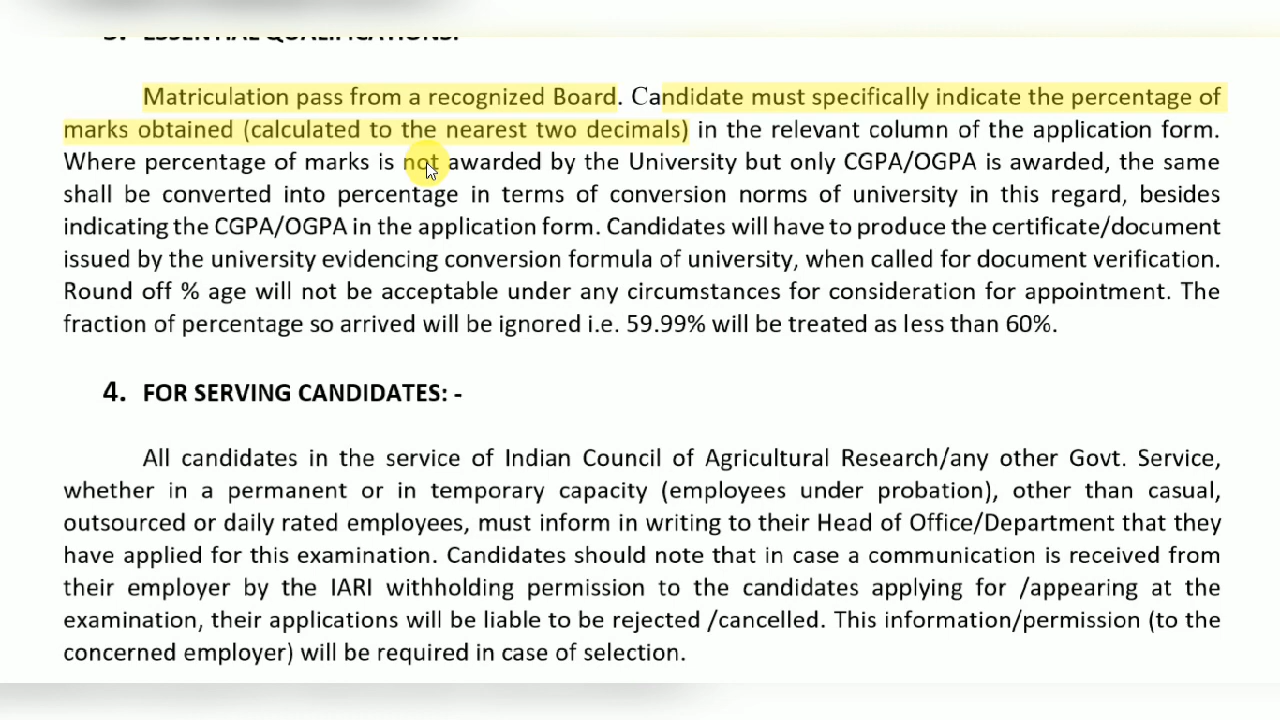 3. ESSENTIAL QUALIFICATIONS:
Matriculation pass from a recognized Board. Candidate must specifically indicate the percentage of
marks obtained (calculated to the nearest two decimals) in the relevant column of the application form.
Where percentage of marks is not awarded by the University but only CGPA/OGPA is awarded, the same
shall be converted into percentage in terms of conversion norms of university in this regard, besides
indicating the CGPA/OGPA in the application form. Candidates will have to produce the certificate/document
issued by the university evidencing conversion formula of university, when called for document verification.
Round off % age will not be acceptable under any circumstances for consideration for appointment. The
fraction of percentage so arrived will be ignored i.e. 59.99% will be treated as less than 60%.
4. FOR SERVING CANDIDATES: -
All candidates in the service of Indian Council of Agricultural Research/any other Govt. Service,
whether in a permanent or in temporary capacity (employees under probation), other than casual,
outsourced or daily rated employees, must inform in writing to their Head of Office/Department that they
have applied for this examination. Candidates should note that in case a communication is received from
their employer by the IARI withholding permission to the candidates applying for /appearing at the
examination, their applications will be liable to be rejected /cancelled. This information/permission (to the
concerned employer) will be required in case of selection.